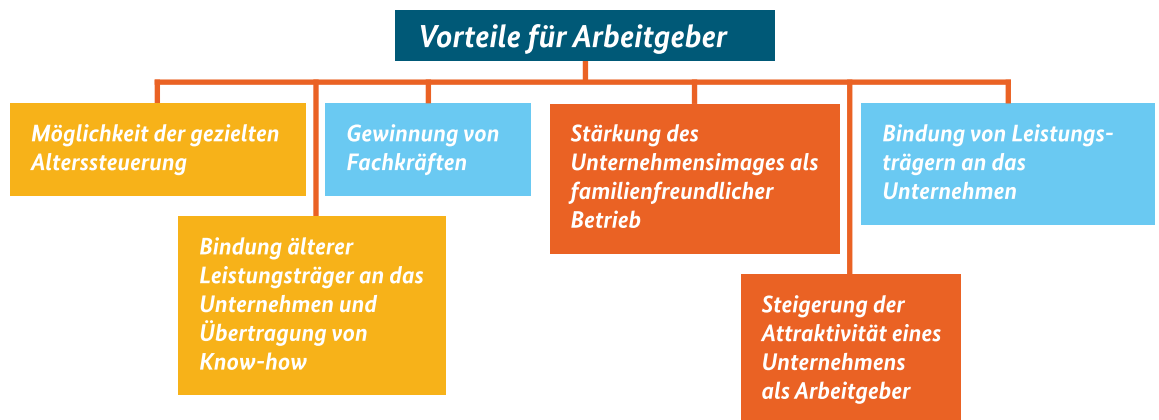 Vorteile für Arbeitgeber
Möglichkeit der gezielten
Alterssteuerung
Bindung älterer
Leistungsträger an das
Unternehmen und
Übertragung von
Know-how
Gewinnung von
Fachkräften
Stärkung des
Unternehmensimages als
familienfreundlicher
Betrieb
Steigerung der
Attraktivität eines
Unternehmens
als Arbeitgeber
Bindung von Leistungs-
trägern an das
Unternehmen